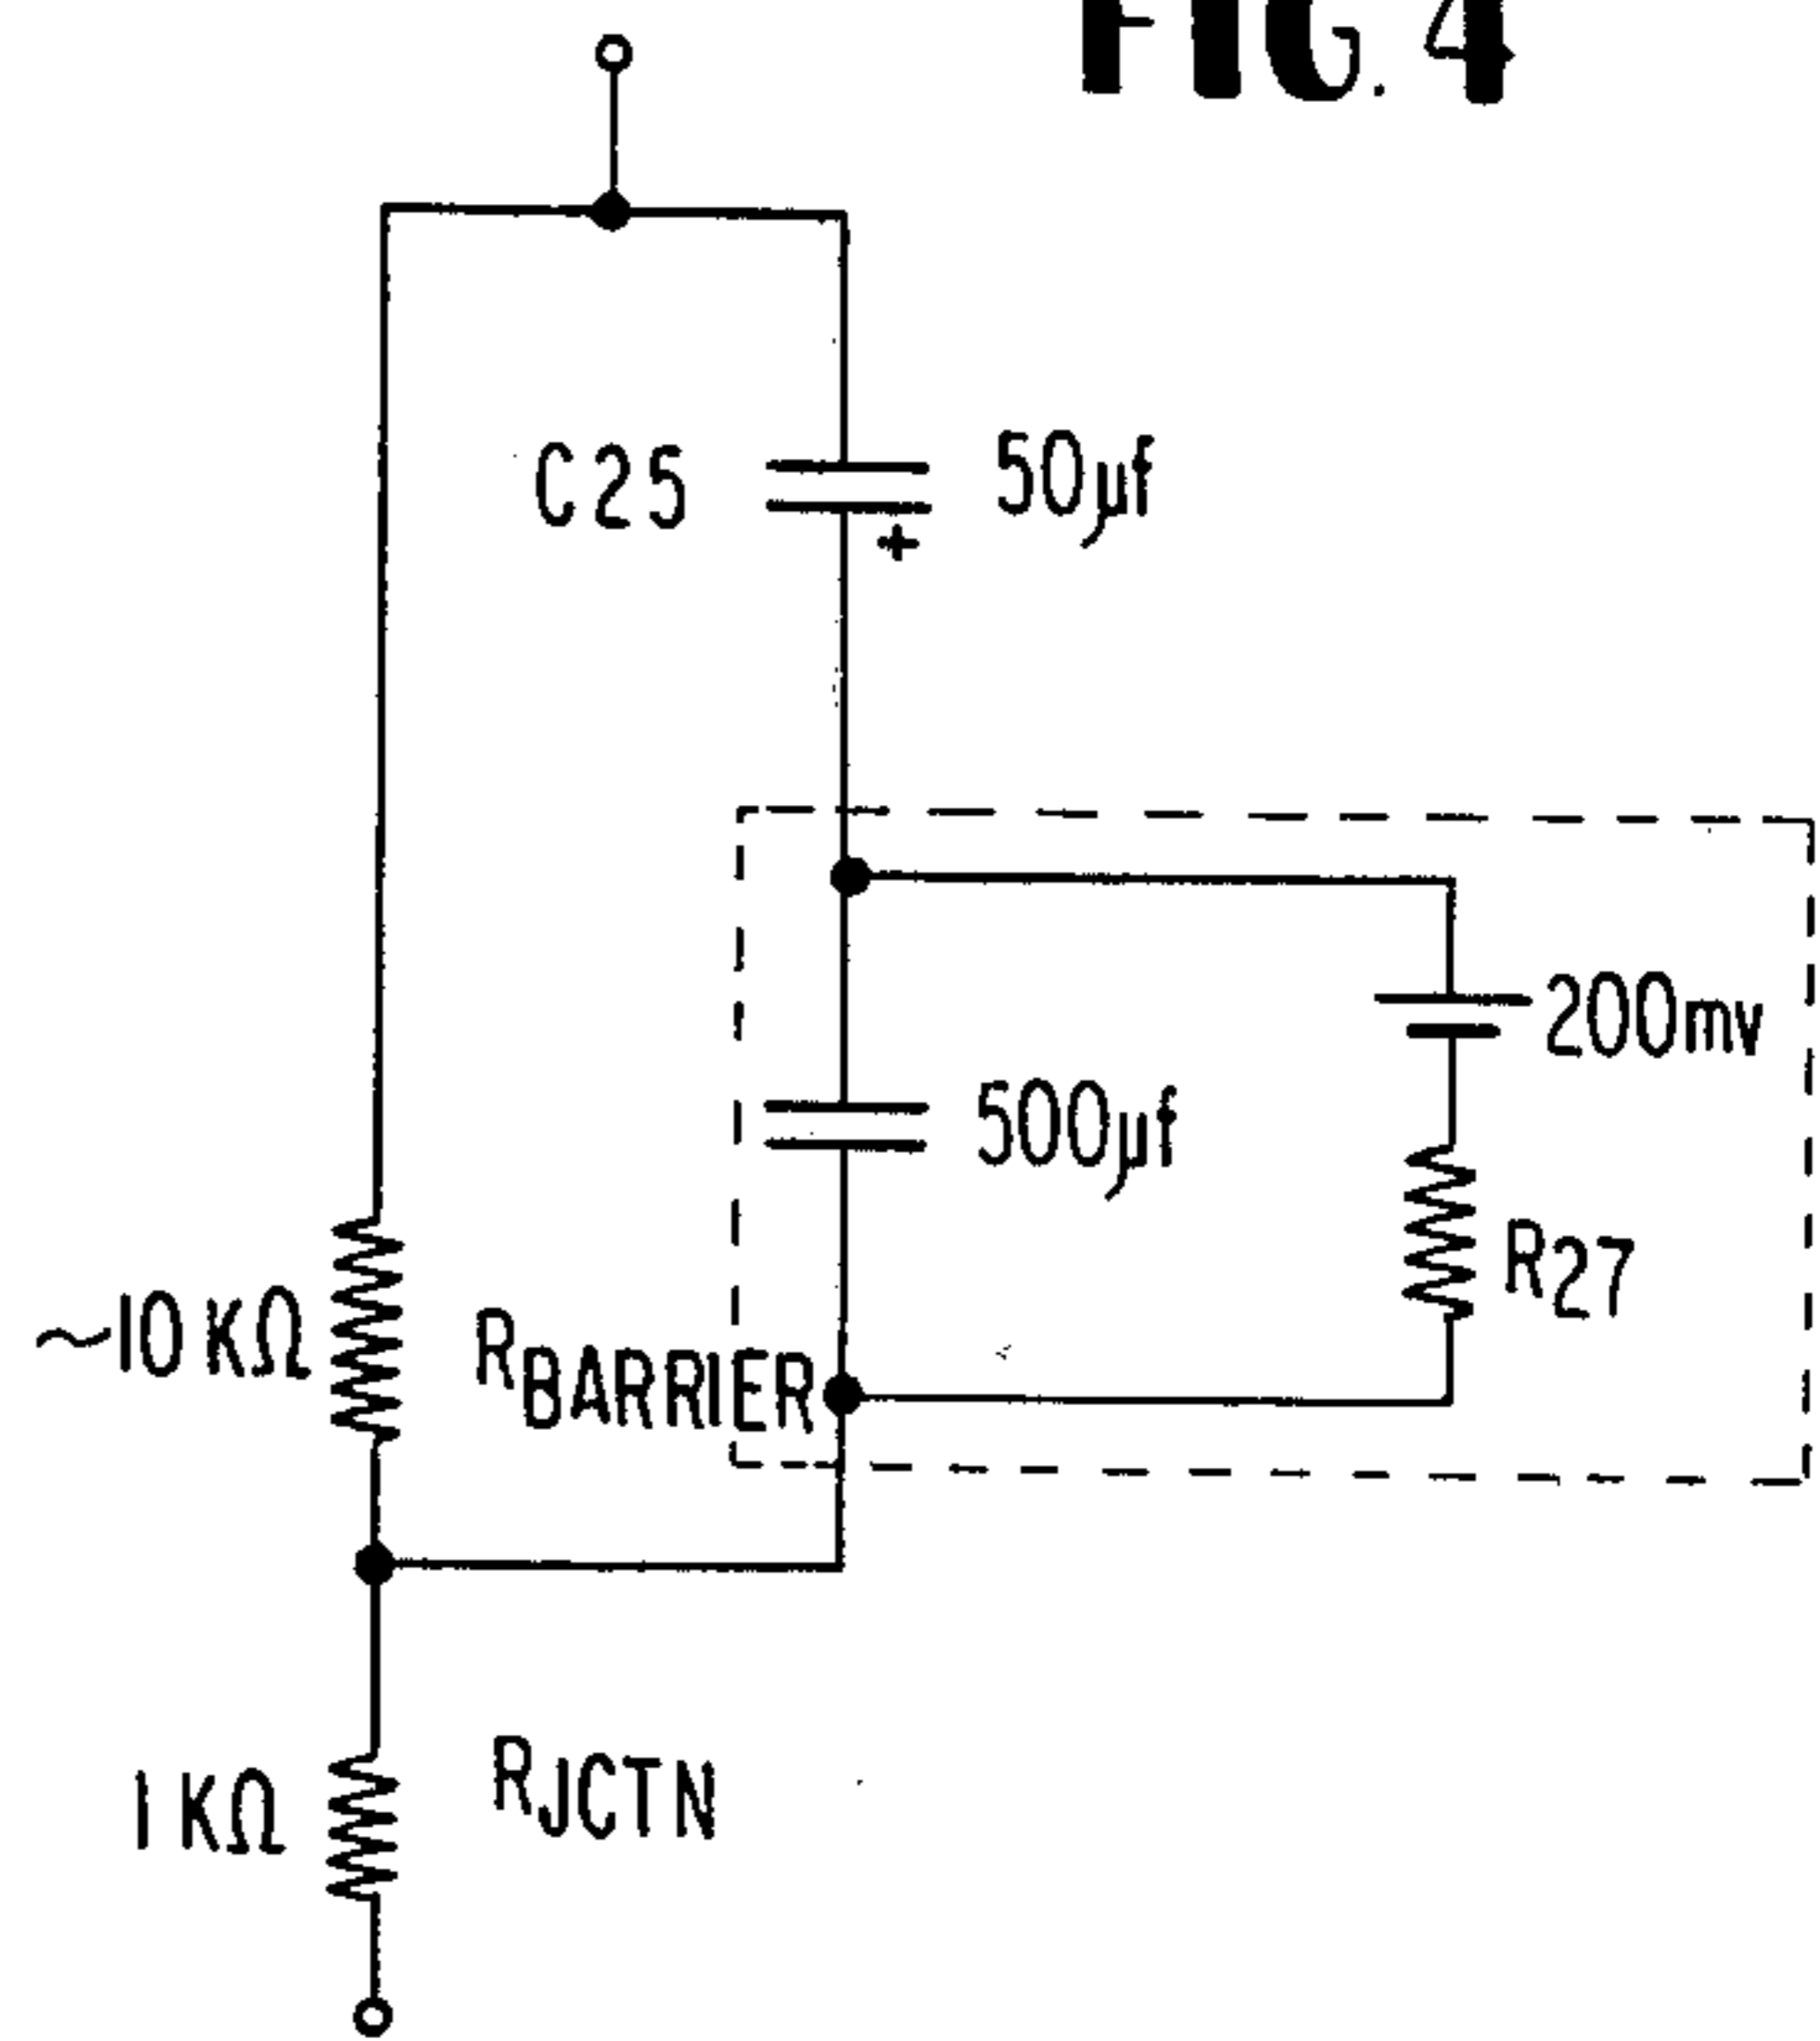 FIG. 4
C25
50µf
+
200mv
500µf
R27
~10 KΩ
RBARRIER
1 KΩ
RJCTN